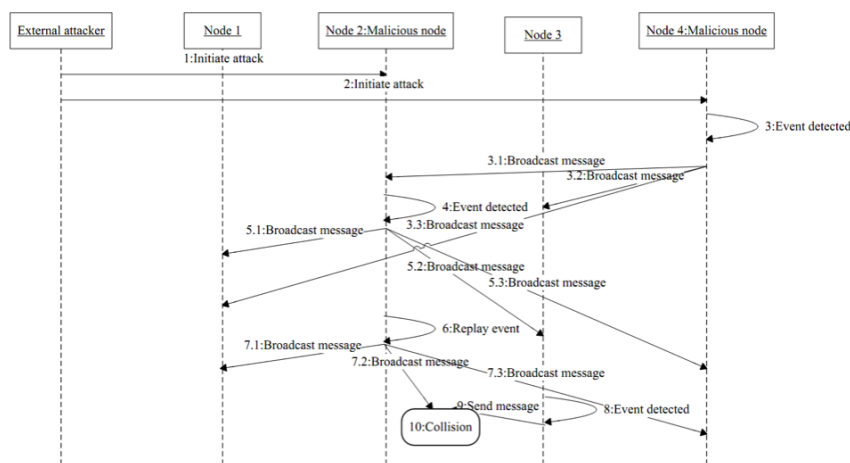 External attacker
Node 1
Node 2:Malicious node
Node 3
Node 4:Malicious node
1:Initiate attack
2:Initiate attack
3:Event detected
3.1:Broadcast message
3.2:Broadcast message
4:Event detected
3.3:Broadcast message
5.1:Broadcast message
5.2:Broadcast message
5.3:Broadcast message
6:Replay event
7.1:Broadcast message
7.2:Broadcast message
7.3:Broadcast message
9:Send message
8:Event detected
10:Collision